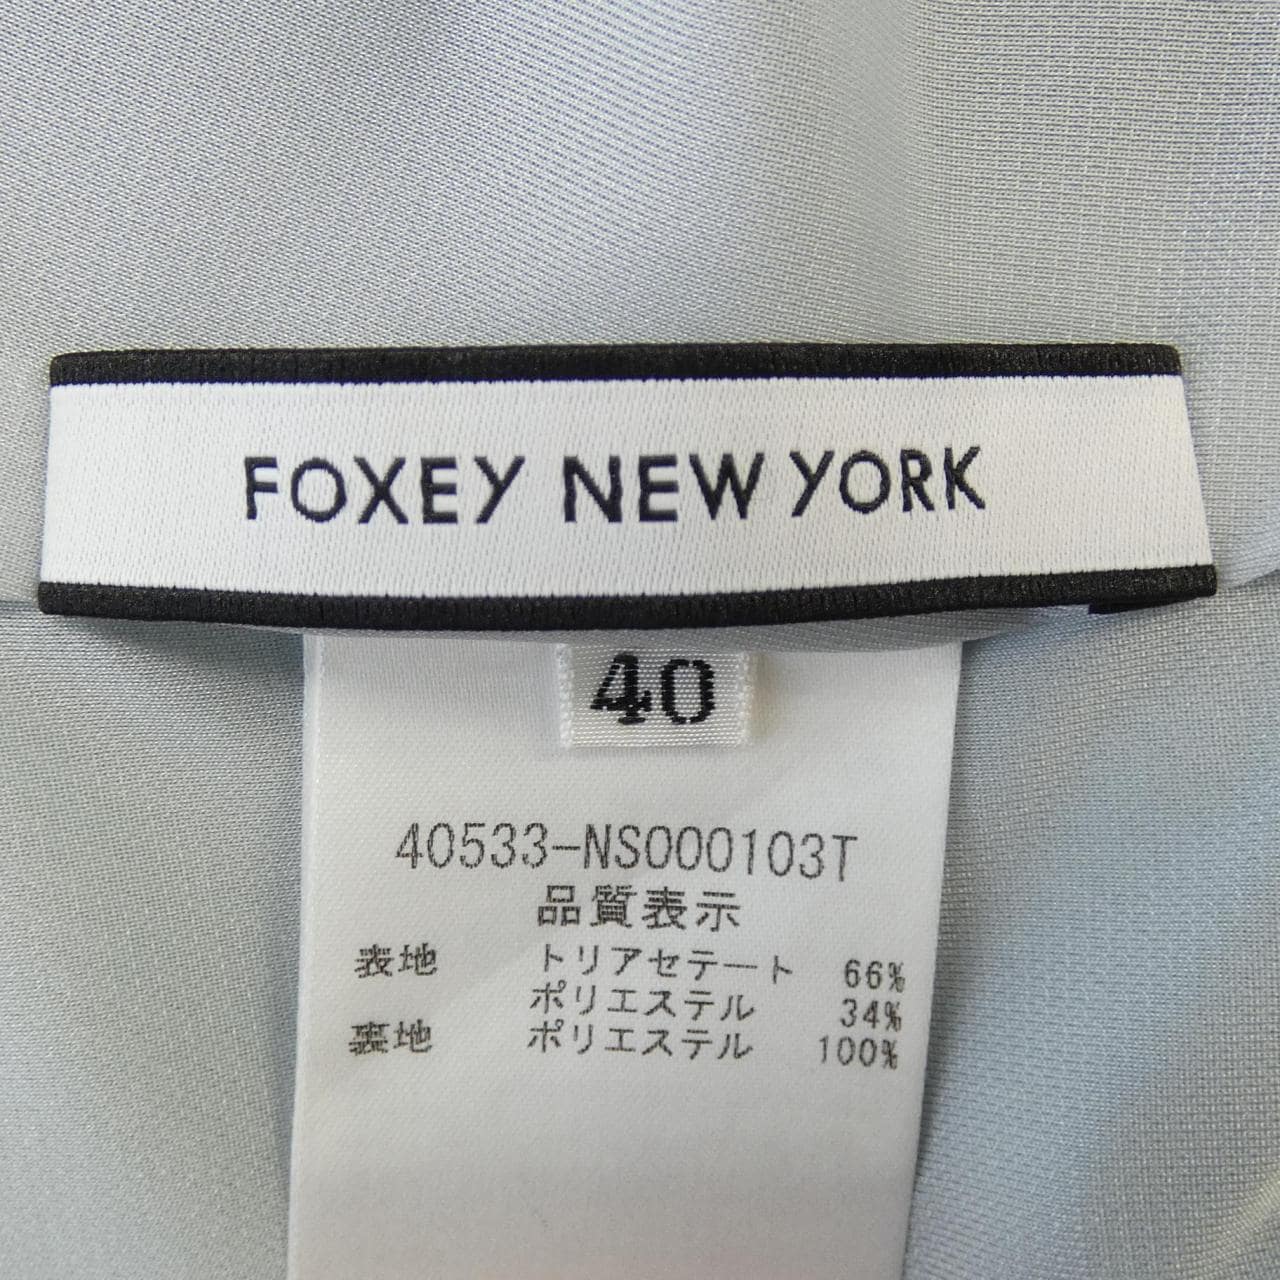 FOXEY NEW YORK
40
40533-NS000103T
品質表示
表地 トリアセテート 66%
ポリエステル 34%
裏地 ポリエステル 100%